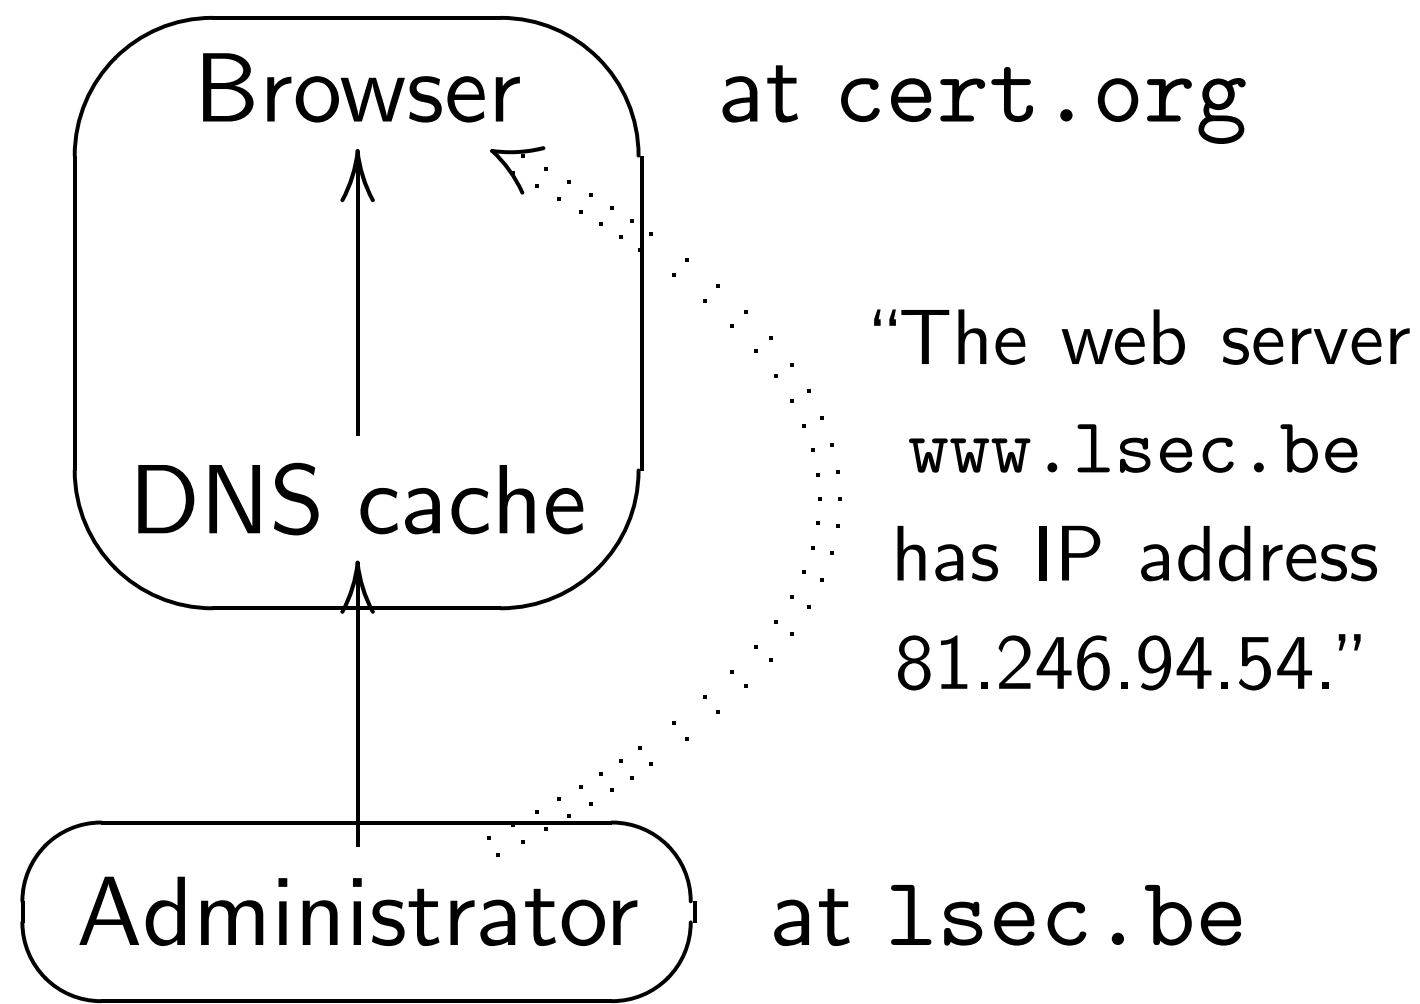 Browser at cert.org
“The web server
www.lsec.be
DNS cache
has IP address
81.246.94.54.”
Administrator at lsec.be